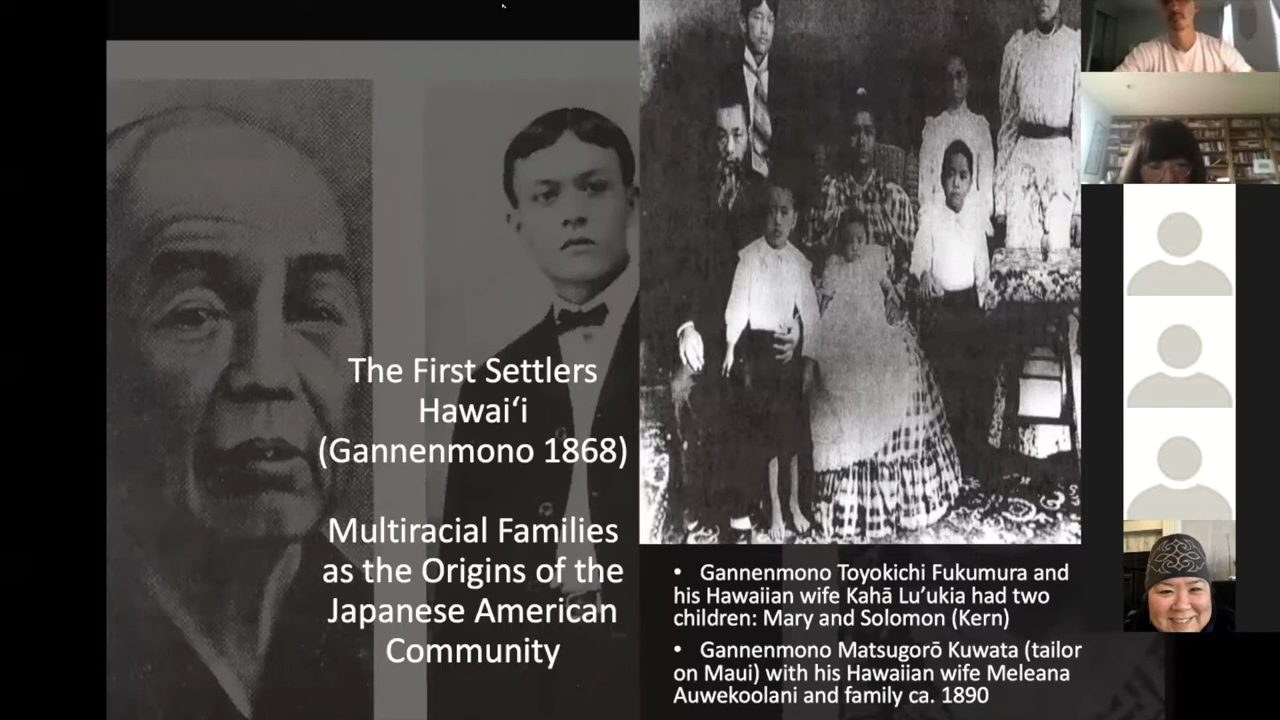 The First Settlers
Hawaiʻi
(Gannenmono 1868)
Multiracial Families
as the Origins of the
Japanese American
Community
• Gannenmono Toyokichi Fukumura and
his Hawaiian wife Kahā Lu’ukia had two
children: Mary and Solomon (Kern)
• Gannenmono Matsugorō Kuwata (tailor
on Maui) with his Hawaiian wife Meleana
Auwekoolani and family ca. 1890